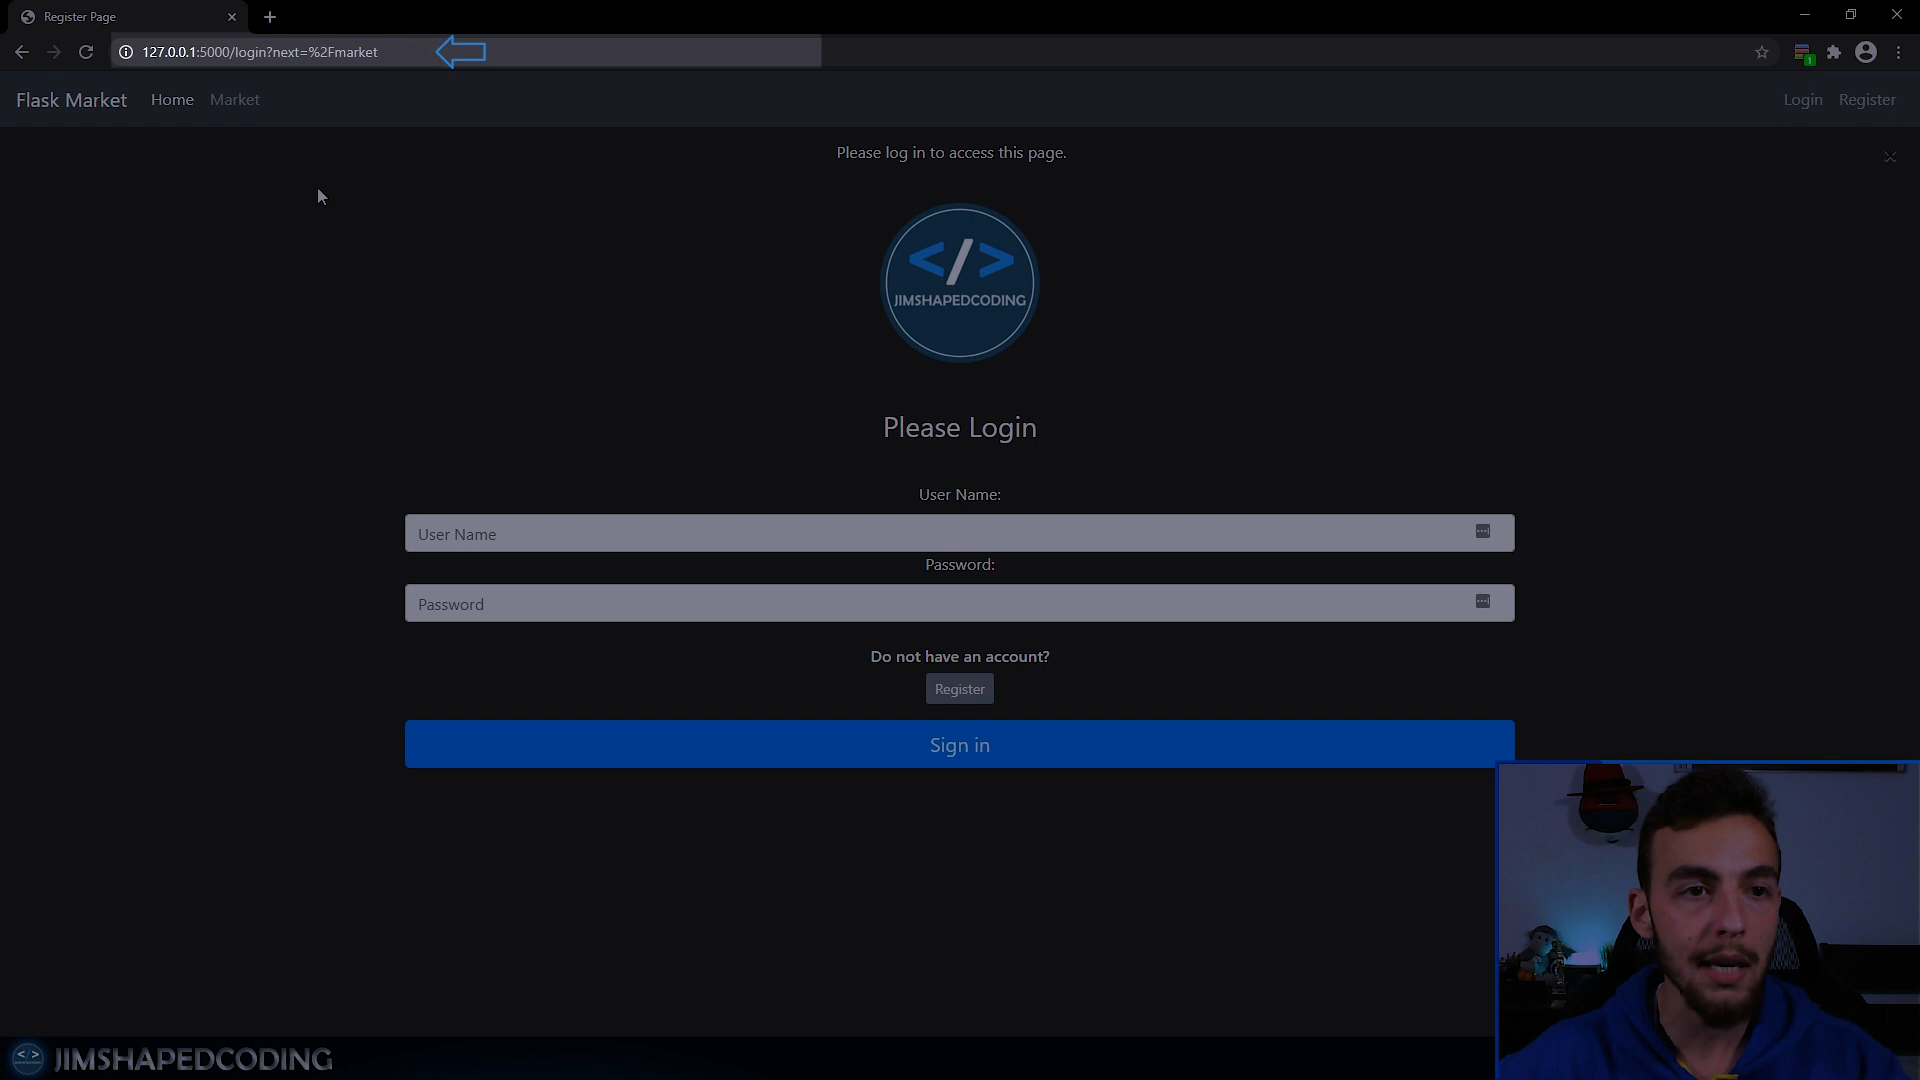 Register Page
127.0.0.1:5000/login?next=%2Fmarket
1
Flask Market Home Market Login Register
Please log in to access this page.
</>
JIMSHAPEDCODING
Please Login
User Name:
User Name
Password:
Password
Do not have an account?
Register
Sign in
</> JIMSHAPEDCODING